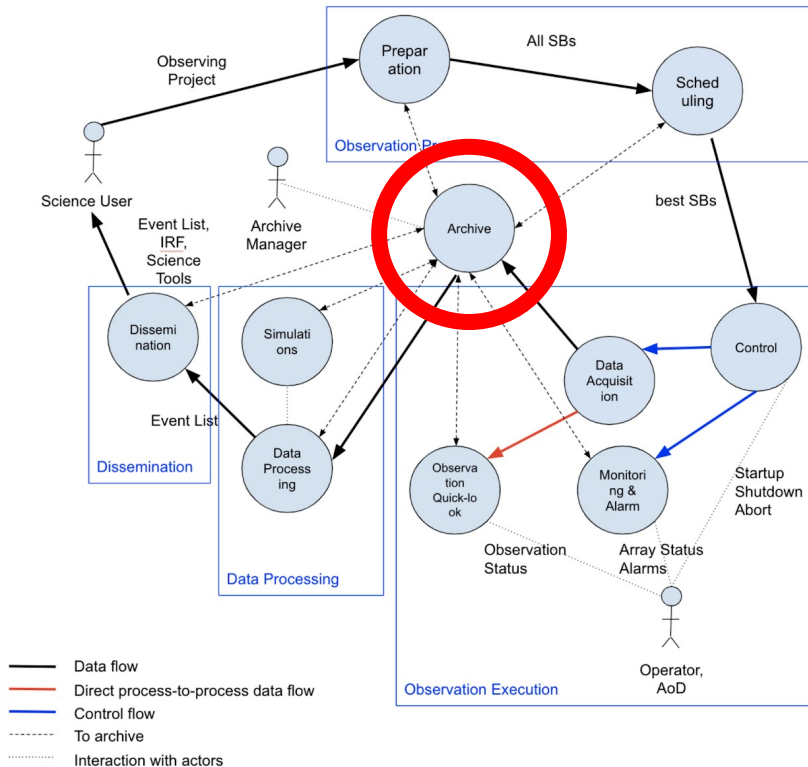 Observing
Project
Prepar
ation
All SBs
Sched
uling
Observation Pr
Science User
Archive
Manager
Archive
best SBs
Event List,
IRF,
Science
Tools
Dissemi
nation
Simulati
ons
Data
Acquisit
ion
Control
Event List
Dissemination
Data
Process
ing
Observa
tion
Quick-lo
ok
Monitori
ng &
Alarm
Startup
Shutdown
Abort
Observation
Status
Array Status
Alarms
Data Processing
Operator,
AoD
Observation Execution
Data flow
Direct process-to-process data flow
Control flow
To archive
Interaction with actors